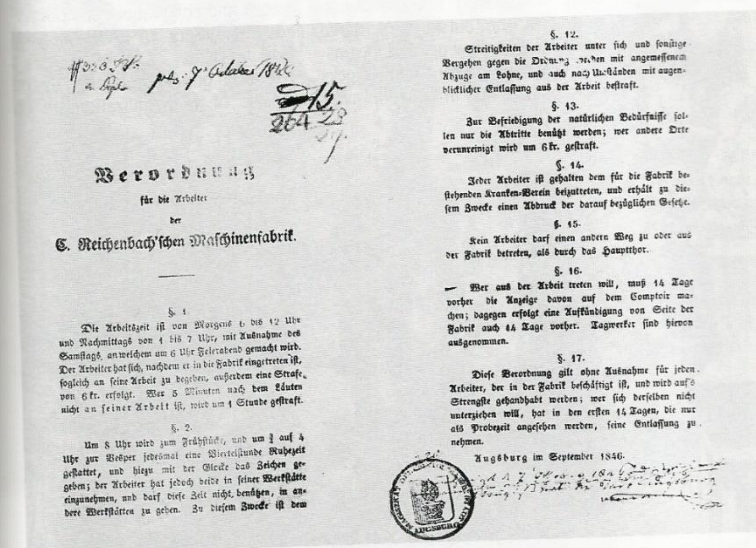 Verordnung
für die Arbeiter
der
C. Reichenbach'schen Maschinenfabrik.
§. 1
Die Arbeitszeit ist von Morgens 6 bis 12 Uhr
und Nachmittags von 1 bis 7 Uhr, mit Ausnahme des
Samstags, an welchem um 6 Uhr Feierabend gemacht wird.
Der Arbeiter hat sich, nachdem er in die Fabrik eingetreten ist,
sogleich an seine Arbeit zu begeben, außerdem eine Strafe
von 6 kr. erfolgt. Wer 5 Minuten nach dem Läuten
nicht an seiner Arbeit ist, wird um 1 Stunde gestraft.
§. 2.
Um 8 Uhr wird zum Frühstücke, und um ¾ auf 4
Uhr zur Vesper jedesmal eine Viertelstunde Ruhezeit
gestattet, und hiezu mit der Glocke das Zeichen ge-
geben; der Arbeiter hat jedoch beide in seiner Werkstätte
einzunehmen, und darf diese Zeit nicht benützen, in an-
dere Werkstätten zu gehen. Zu diesem Zwecke ist dem
§. 12.
Streitigkeiten der Arbeiter unter sich und sonstige
Vergehen gegen die Ordnung werden mit angemessenem
Abzuge am Lohne, und auch nach Umständen mit augen-
blicklicher Entlassung aus der Arbeit bestraft.
§. 13.
Zur Befriedigung der natürlichen Bedürfnisse sol-
len nur die Abtritte benützt werden; wer andere Orte
verunreinigt wird um 6 kr. gestraft.
§. 14.
Jeder Arbeiter ist gehalten dem für die Fabrik be-
stehenden Kranken-Verein beizutretten, und erhält zu die-
sem Zwecke einen Abdruck der darauf bezüglichen Gesetze.
§. 15.
Kein Arbeiter darf einen andern Weg zu oder aus
der Fabrik betreten, als durch das Hauptthor.
§. 16.
Wer aus der Arbeit treten will, muß 14 Tage
vorher die Anzeige davon auf dem Comptoir ma-
chen; dagegen erfolgt eine Aufkündigung von Seite der
Fabrik auch 14 Tage vorher. Tagwerker sind hievon
ausgenommen.
§. 17.
Diese Verordnung gilt ohne Ausnahme für jeden
Arbeiter, der in der Fabrik beschäftigt ist, und wird auf's
Strengste gehandhabt werden; wer sich derselben nicht
unterziehen will, hat in den ersten 14 Tagen, die nur
als Probezeit angesehen werden, seine Entlassung zu
nehmen.
Augsburg im September 1846.
AUGSBURG